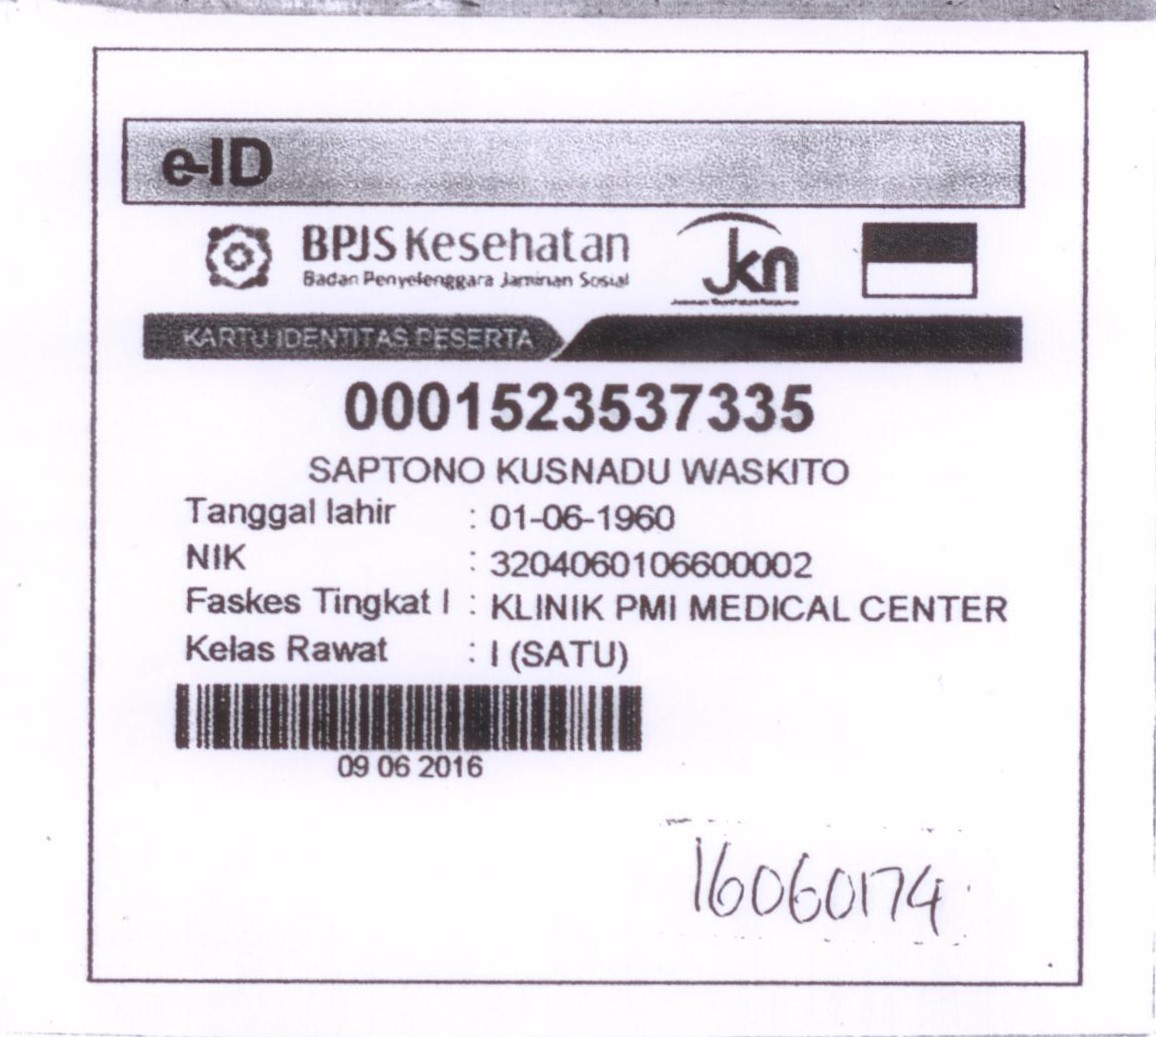 e-ID
BPJS Kesehatan
Badan Penyelenggara Jaminan Sosial
jkn
KARTU IDENTITAS PESERTA
0001523537335
SAPTONO KUSNADU WASKITO
Tanggal lahir : 01-06-1960
NIK : 3204060106600002
Faskes Tingkat I : KLINIK PMI MEDICAL CENTER
Kelas Rawat : I (SATU)
09 06 2016
16060174